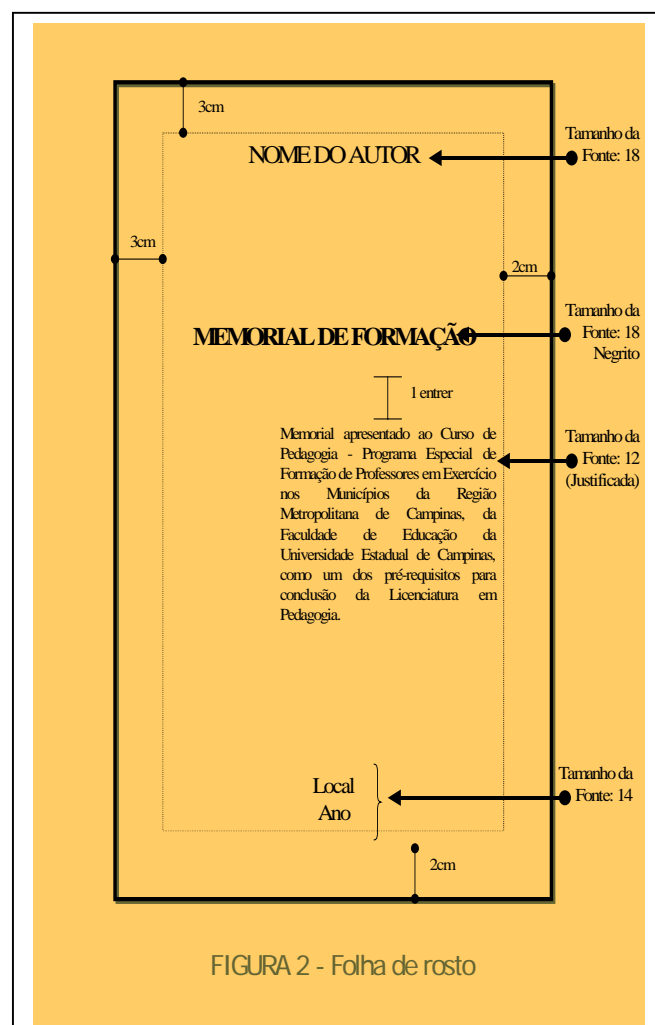 3cm
NOME DO AUTOR
Tamanho da
Fonte: 18
3cm
2cm
MEMORIAL DE FORMAÇÃO
Tamanho da
Fonte: 18
Negrito
1 entrer
Memorial apresentado ao Curso de
Pedagogia - Programa Especial de
Formação de Professores em Exercício
nos Municípios da Região
Metropolitana de Campinas, da
Faculdade de Educação da
Universidade Estadual de Campinas,
como um dos pré-requisitos para
conclusão da Licenciatura em
Pedagogia.
Tamanho da
Fonte: 12
(Justificada)
Local
Ano
Tamanho da
Fonte: 14
2cm
FIGURA 2 - Folha de rosto